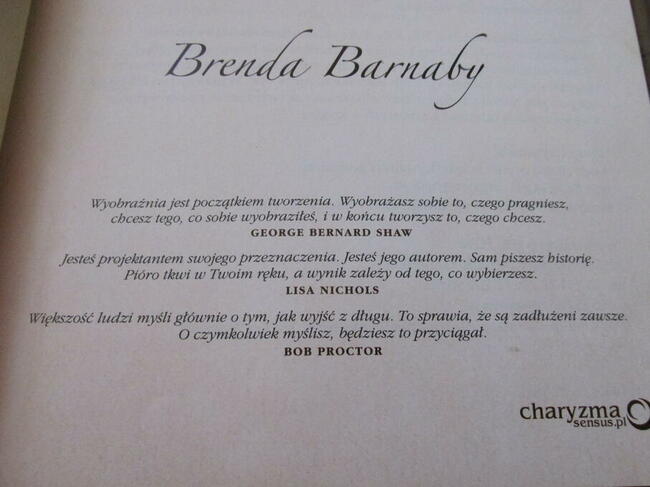 Brenda Barnaby
Wyobraźnia jest początkiem tworzenia. Wyobrażasz sobie to, czego pragniesz,
chcesz tego, co sobie wyobraziłeś, i w końcu tworzysz to, czego chcesz.
GEORGE BERNARD SHAW
Jesteś projektantem swojego przeznaczenia. Jesteś jego autorem. Sam piszesz historię.
Pióro tkwi w Twoim ręku, a wynik zależy od tego, co wybierzesz.
LISA NICHOLS
Większość ludzi myśli głównie o tym, jak wyjść z długu. To sprawia, że są zadłużeni zawsze.
O czymkolwiek myślisz, będziesz to przyciągał.
BOB PROCTOR
charyzma
sensus.pl